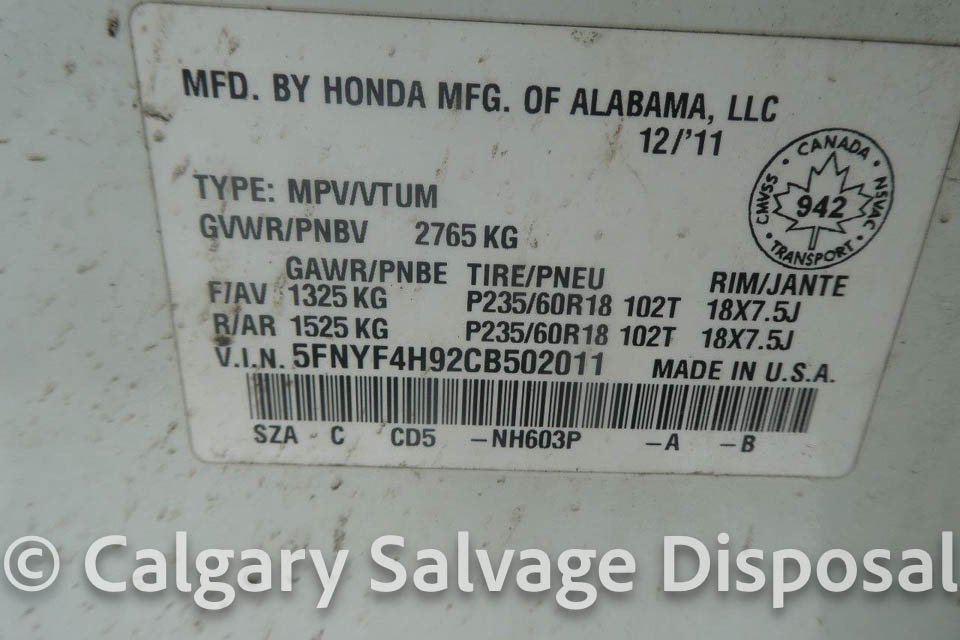 MFD. BY HONDA MFG. OF ALABAMA, LLC
12/'11
CANADA
CMVSS
NSVAC
942
TRANSPORT
TYPE: MPV/VTUM
GVWR/PNBV 2765 KG
GAWR/PNBE TIRE/PNEU RIM/JANTE
F/AV 1325 KG P235/60R18 102T 18X7.5J
R/AR 1525 KG P235/60R18 102T 18X7.5J
V.I.N. 5FNYF4H92CB502011 MADE IN U.S.A.
SZA C CD5 -NH603P -A -B
© Calgary Salvage Disposal